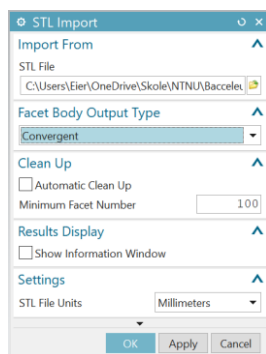 STL Import
Import From
STL File
C:\Users\Eier\OneDrive\Skole\NTNU\Bacceleu
Facet Body Output Type
Convergent
Clean Up
Automatic Clean Up
Minimum Facet Number 100
Results Display
Show Information Window
Settings
STL File Units Millimeters
OK Apply Cancel